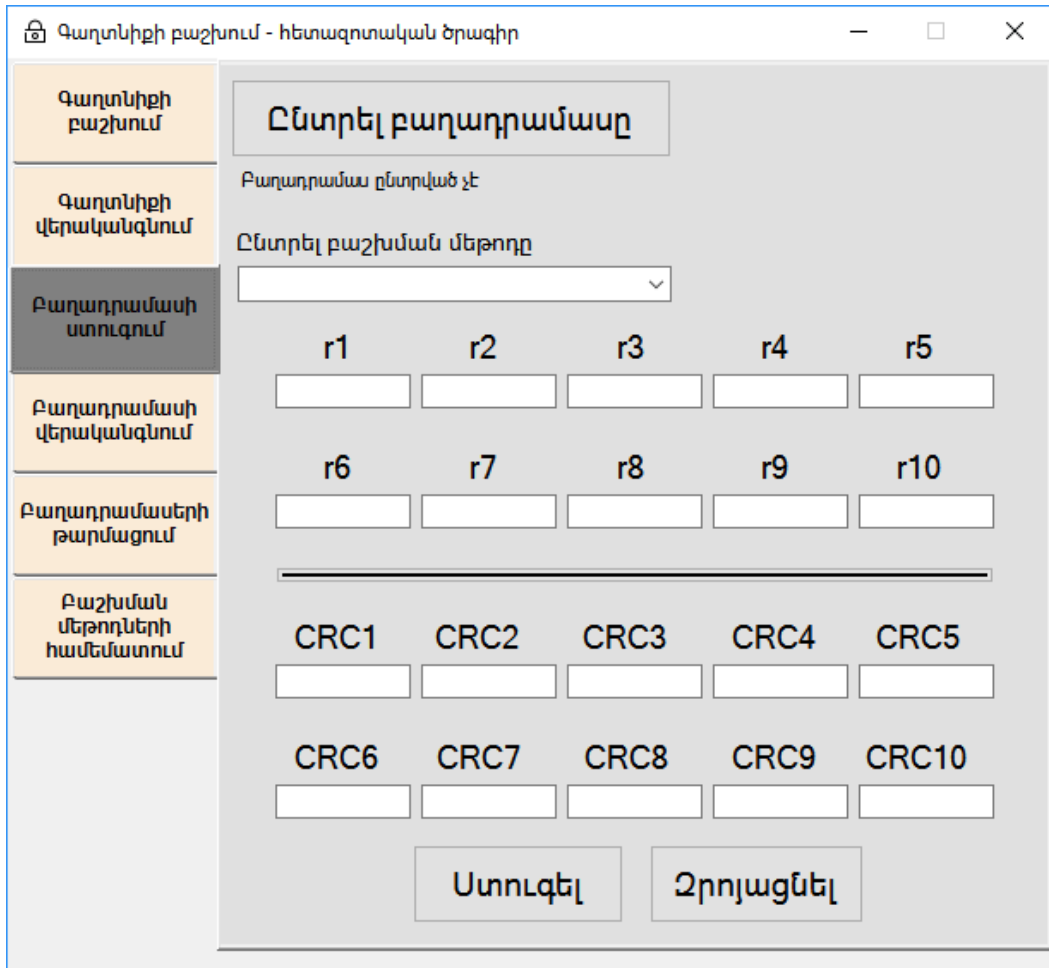 Գաղտնիքի բաշխում - հետազոտական ծրագիր
Գաղտնիքի
բաշխում
Գաղտնիքի
վերականգնում
Բաղադրամասի
ստուգում
Բաղադրամասի
վերականգնում
Բաղադրամասերի
թարմացում
Բաշխման
մեթոդների
համեմատում
Ընտրել բաղադրամասը
Բաղադրամաս ընտրված չէ
Ընտրել բաշխման մեթոդը
r1 r2 r3 r4 r5
r6 r7 r8 r9 r10
CRC1 CRC2 CRC3 CRC4 CRC5
CRC6 CRC7 CRC8 CRC9 CRC10
Ստուգել Զրոյացնել